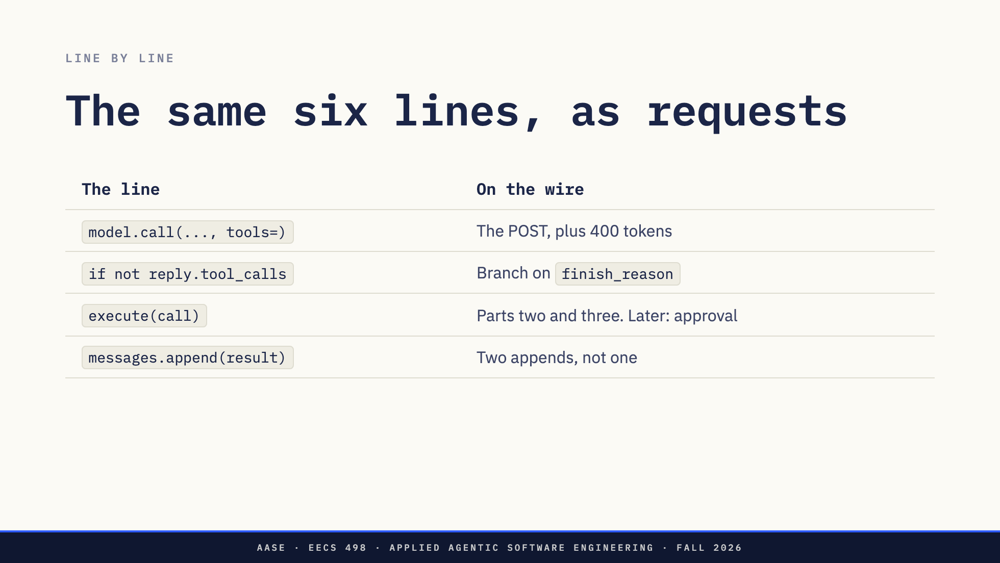 LINE BY LINE
The same six lines, as requests
The line On the wire
model.call(..., tools=) The POST, plus 400 tokens
if not reply.tool_calls Branch on finish_reason
execute(call) Parts two and three. Later: approval
messages.append(result) Two appends, not one
AASE · EECS 498 · APPLIED AGENTIC SOFTWARE ENGINEERING · FALL 2026